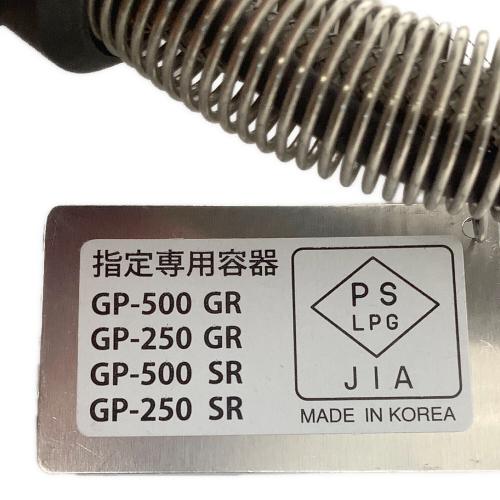 指定専用容器
GP-500 GR
GP-250 GR
GP-500 SR
GP-250 SR
PS
LPG
JIA
MADE IN KOREA